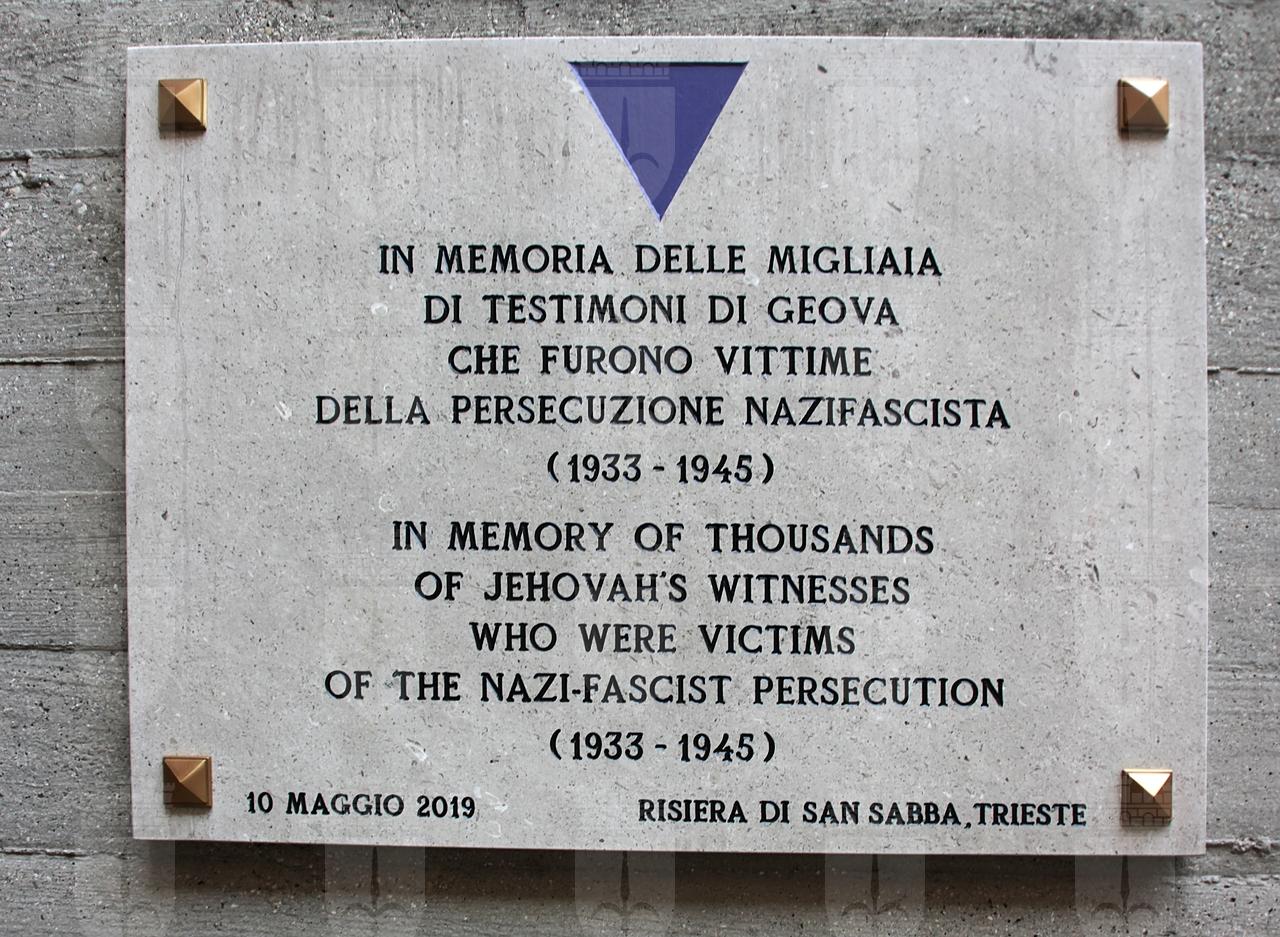 IN MEMORIA DELLE MIGLIAIA
DI TESTIMONI DI GEOVA
CHE FURONO VITTIME
DELLA PERSECUZIONE NAZIFASCISTA
(1933 - 1945)
IN MEMORY OF THOUSANDS
OF JEHOVAH'S WITNESSES
WHO WERE VICTIMS
OF THE NAZI-FASCIST PERSECUTION
(1933 - 1945)
10 MAGGIO 2019
RISIERA DI SAN SABBA, TRIESTE